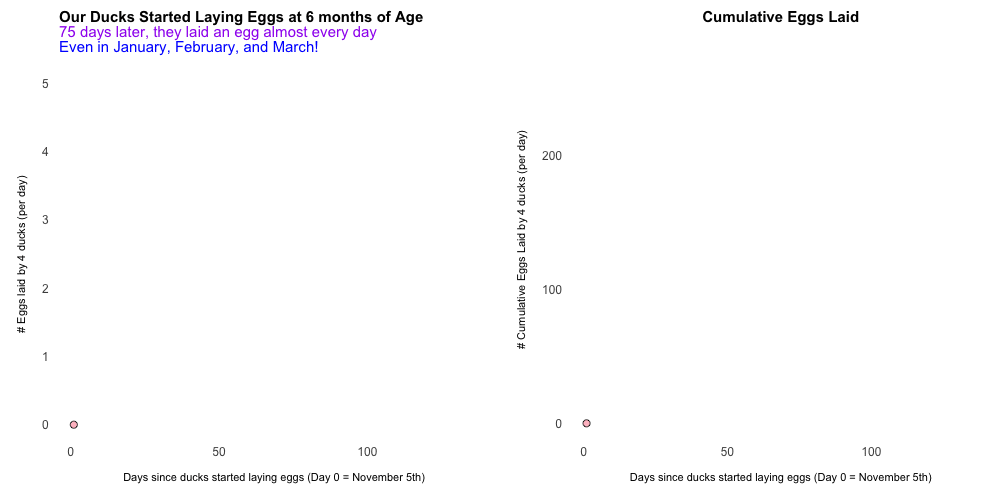 Our Ducks Started Laying Eggs at 6 months of Age
75 days later, they laid an egg almost every day
Even in January, February, and March!
# Eggs laid by 4 ducks (per day)
5
4
3
2
1
0
0 50 100
Days since ducks started laying eggs (Day 0 = November 5th)
Cumulative Eggs Laid
# Cumulative Eggs Laid by 4 ducks (per day)
200
100
0
0 50 100
Days since ducks started laying eggs (Day 0 = November 5th)